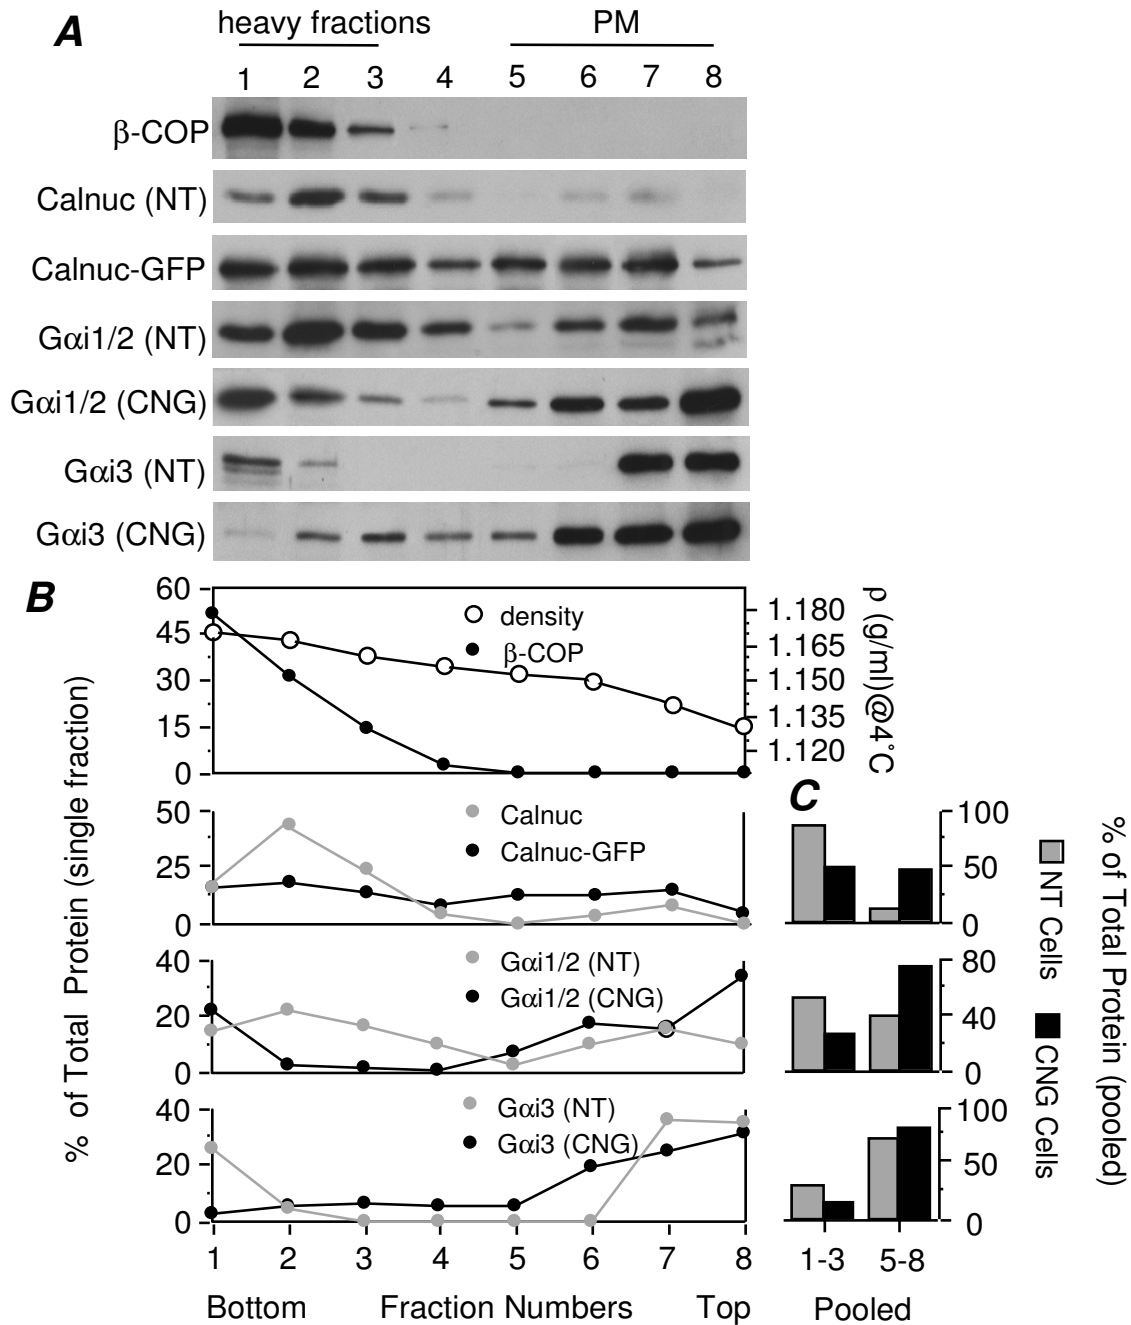 A
heavy fractions PM
1 2 3 4 5 6 7 8
β-COP
Calnuc (NT)
Calnuc-GFP
Gαi1/2 (NT)
Gαi1/2 (CNG)
Gαi3 (NT)
Gαi3 (CNG)
B
% of Total Protein (single fraction)
60
45
30
15
0
density
β-COP
1.180
1.165
1.150
1.135
1.120
ρ (g/ml)@4˚C
50
25
0
Calnuc
Calnuc-GFP
40
20
0
Gαi1/2 (NT)
Gαi1/2 (CNG)
40
20
0
Gαi3 (NT)
Gαi3 (CNG)
1 2 3 4 5 6 7 8
Bottom Fraction Numbers Top
C
100
50
0
80
40
0
100
50
0
1-3 5-8
Pooled
NT Cells
CNG Cells
% of Total Protein (pooled)